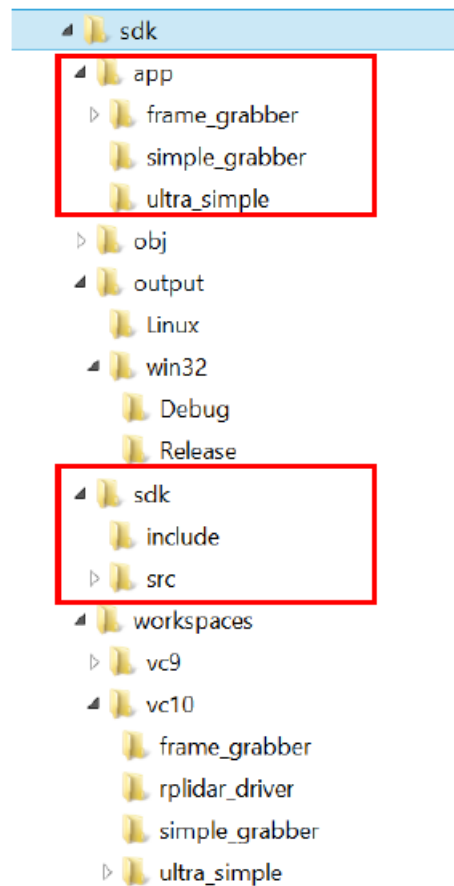 sdk
app
frame_grabber
simple_grabber
ultra_simple
obj
output
Linux
win32
Debug
Release
sdk
include
src
workspaces
vc9
vc10
frame_grabber
rplidar_driver
simple_grabber
ultra_simple